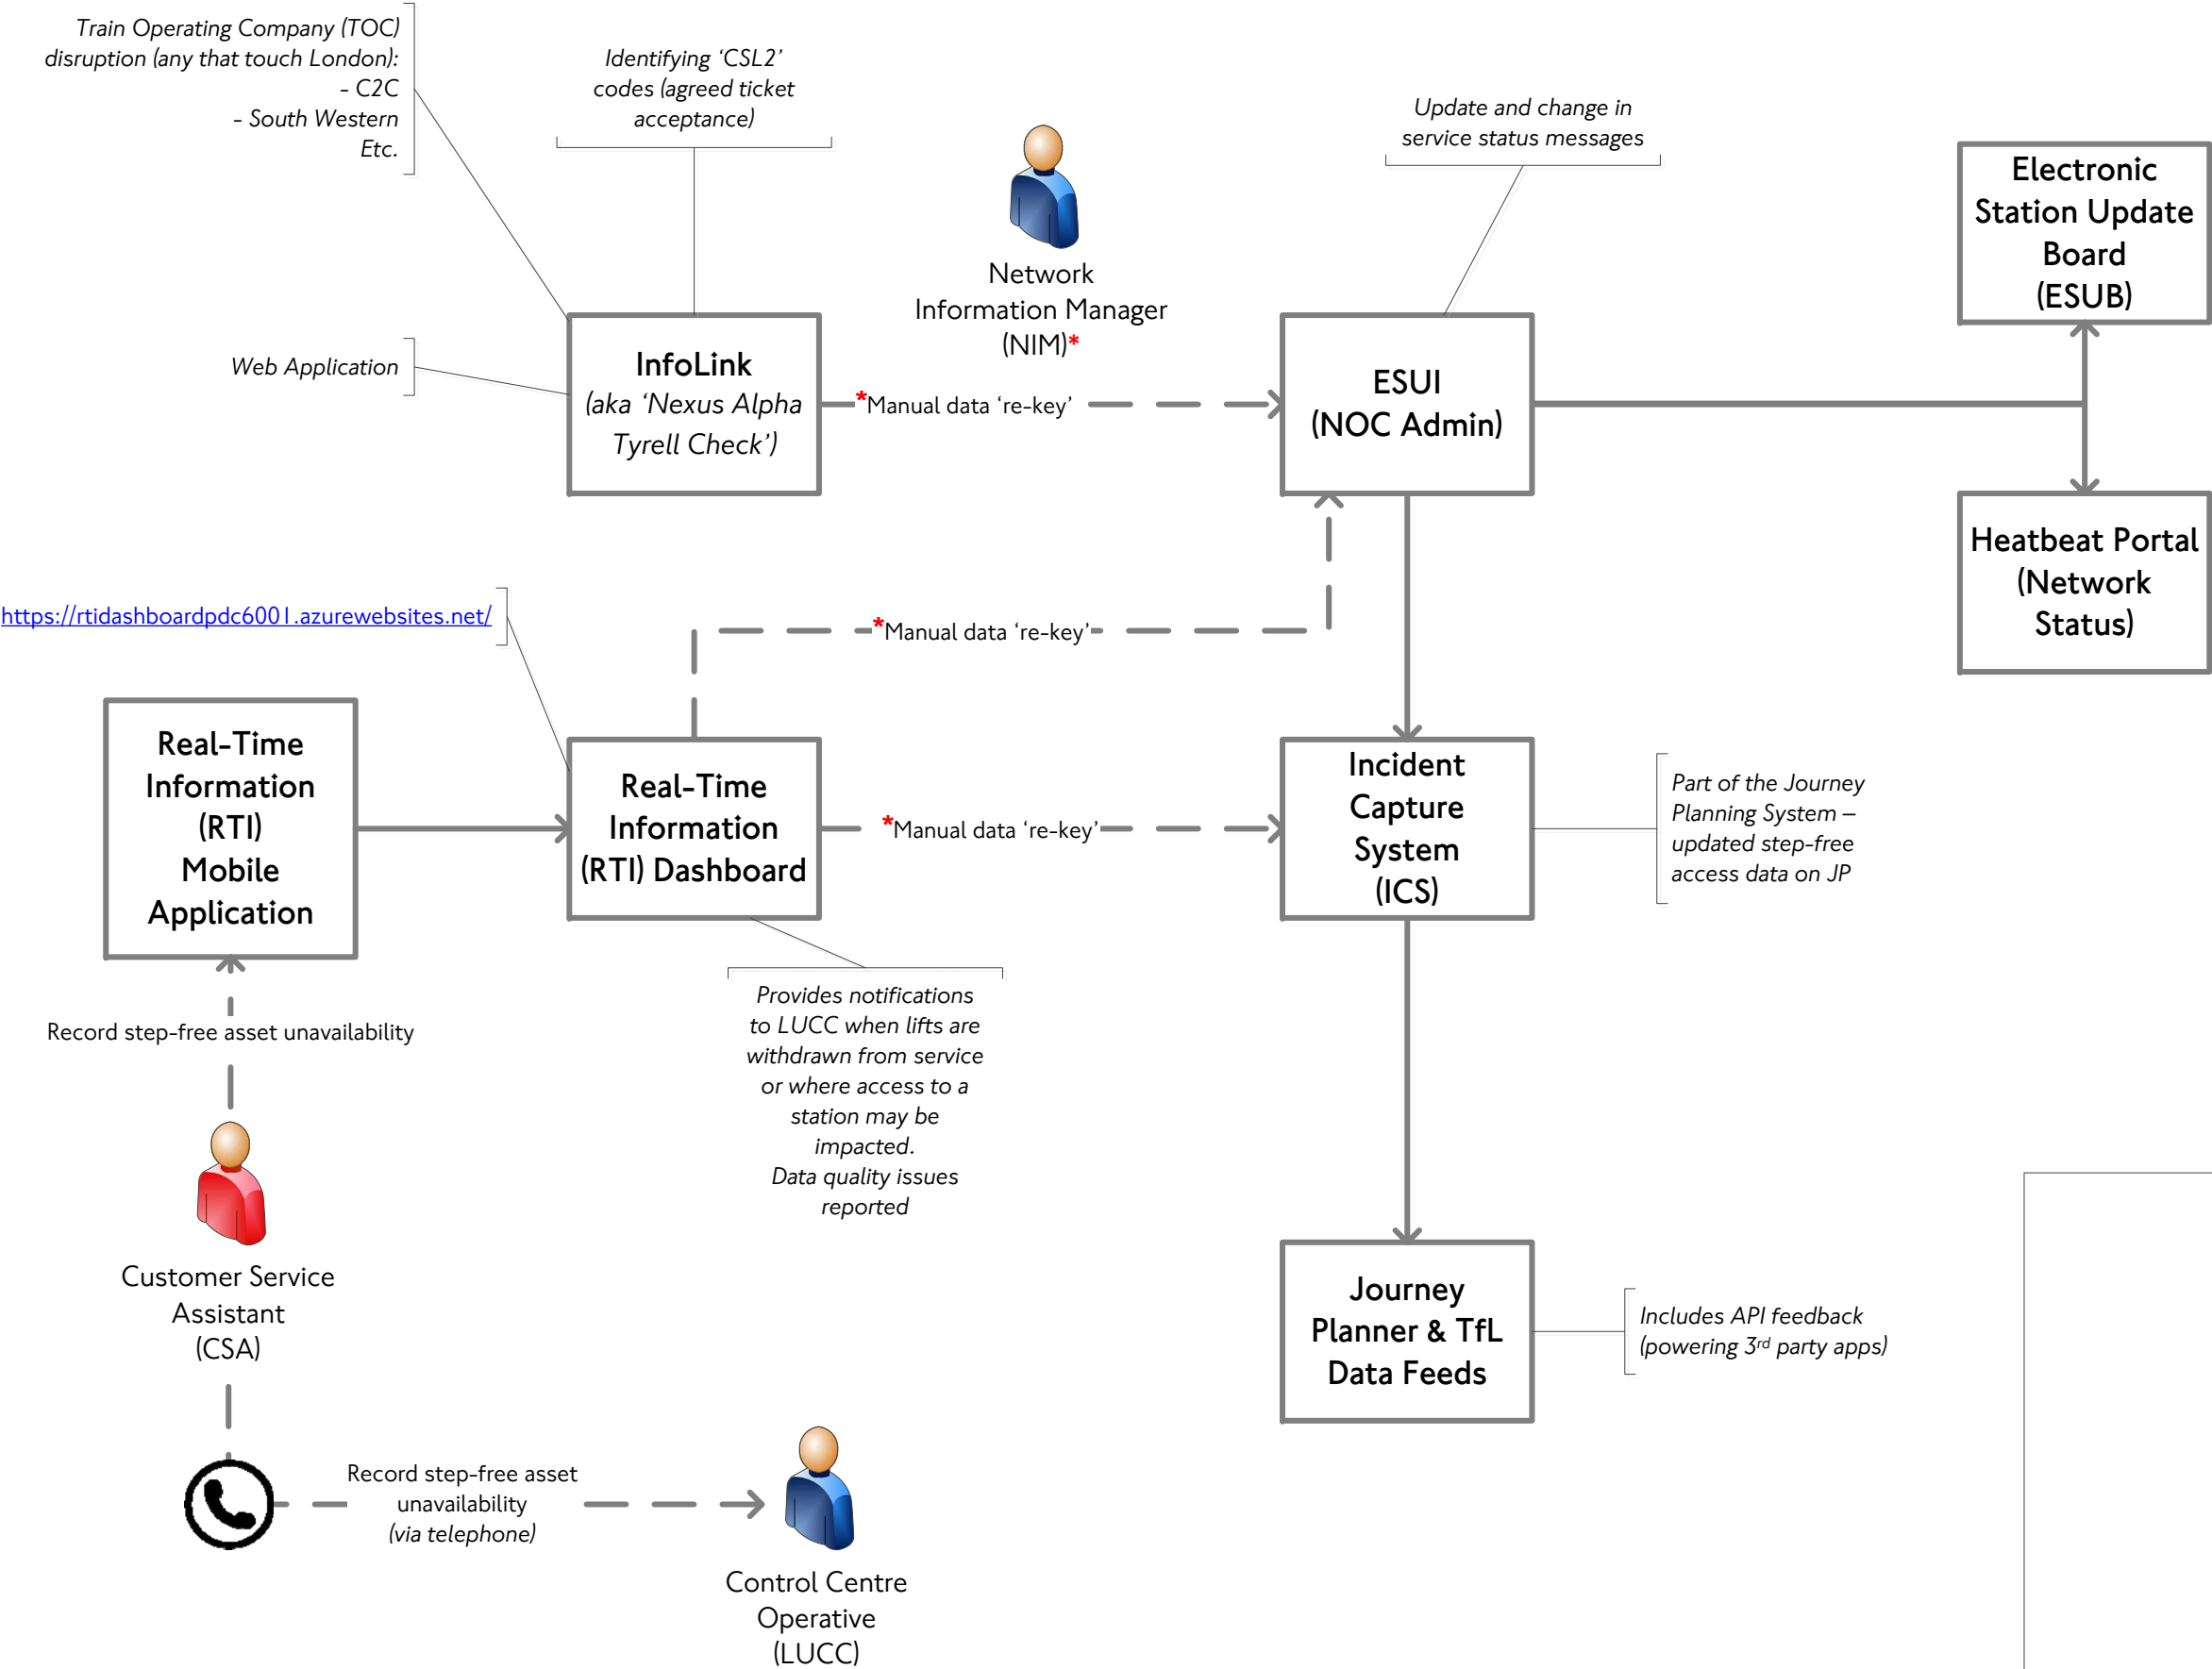 Train Operating Company (TOC)
disruption (any that touch London):
- C2C
- South Western
Etc.
Identifying ‘CSL2’
codes (agreed ticket
acceptance)
Update and change in
service status messages
Electronic
Station Update
Board
(ESUB)
Network
Information Manager
(NIM)*
Web Application
InfoLink
(aka ‘Nexus Alpha
Tyrell Check’)
*Manual data ‘re-key’
ESUI
(NOC Admin)
Heatbeat Portal
(Network
Status)
https://rtidashboardpdc6001.azurewebsites.net/
*Manual data ‘re-key’
Real-Time
Information
(RTI)
Mobile
Application
Real-Time
Information
(RTI) Dashboard
*Manual data ‘re-key’
Incident
Capture
System
(ICS)
Part of the Journey
Planning System –
updated step-free
access data on JP
Provides notifications
to LUCC when lifts are
withdrawn from service
or where access to a
station may be
impacted.
Data quality issues
reported
Record step-free asset unavailability
Customer Service
Assistant
(CSA)
Journey
Planner & TfL
Data Feeds
Includes API feedback
(powering 3rd party apps)
Record step-free asset
unavailability
(via telephone)
Control Centre
Operative
(LUCC)